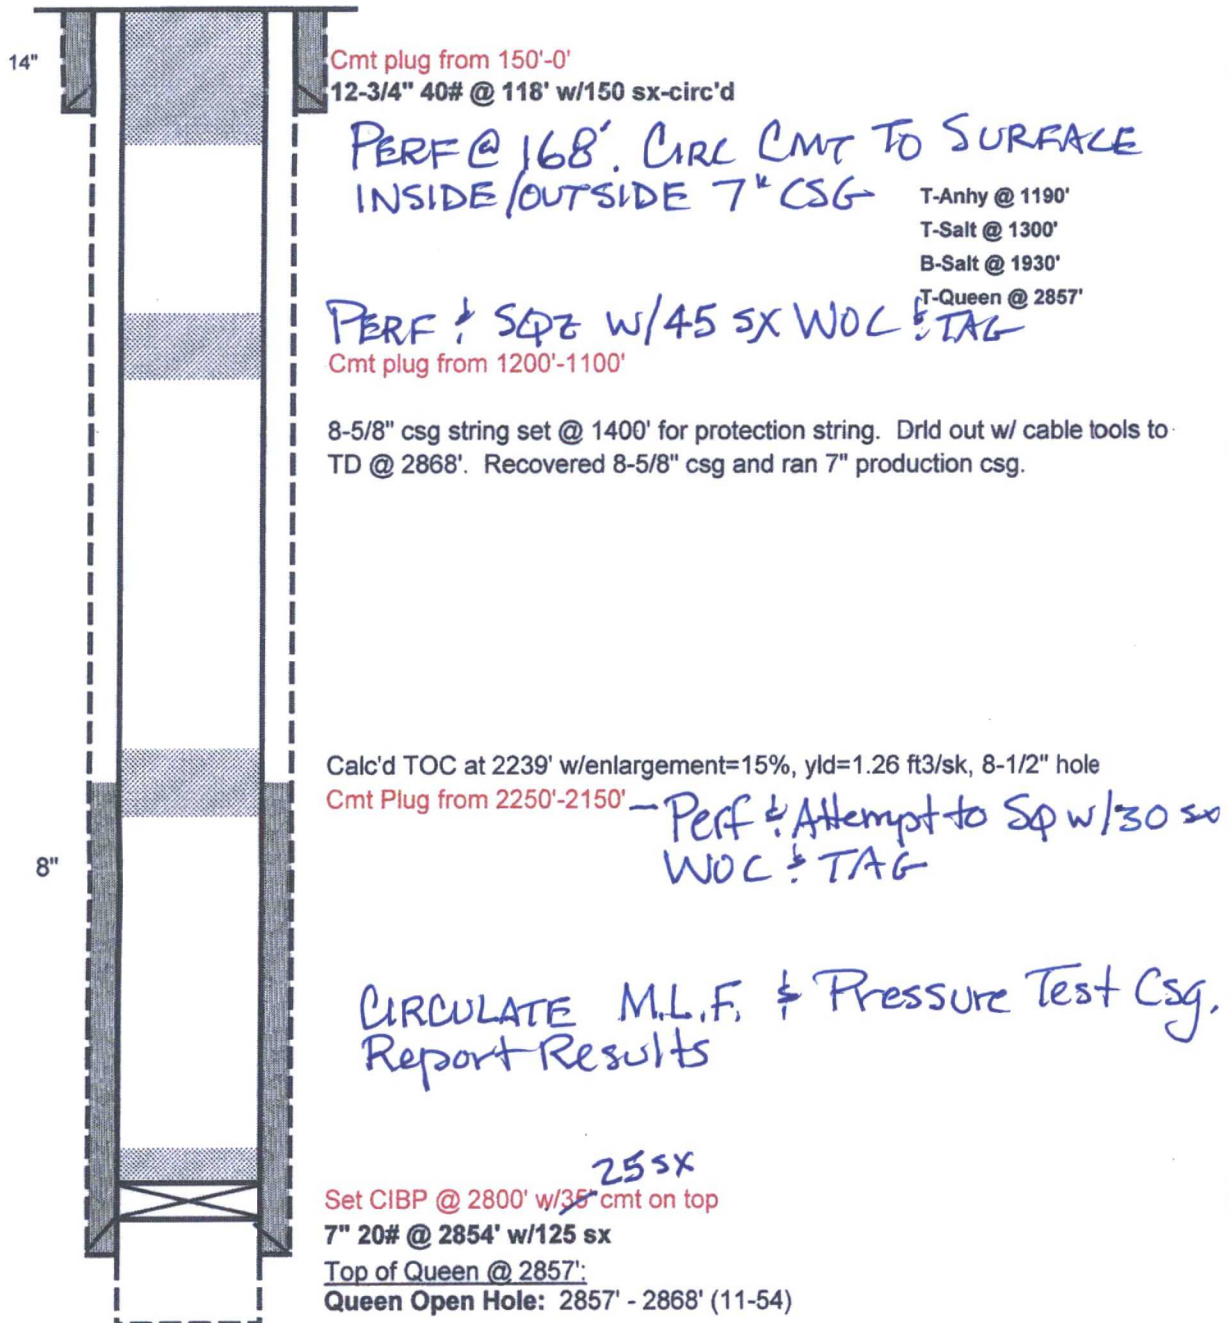 14"
Cmt plug from 150'-0'
12-3/4" 40# @ 118' w/150 sx-circ'd
PERF @ 168'. CIRC CMT TO SURFACE
INSIDE/OUTSIDE 7" CSG
T-Anhy @ 1190'
T-Salt @ 1300'
B-Salt @ 1930'
T-Queen @ 2857'
PERF & SQZ W/45 SX WOC & TAG
Cmt plug from 1200'-1100'
8-5/8" csg string set @ 1400' for protection string. Drld out w/ cable tools to
TD @ 2868'. Recovered 8-5/8" csg and ran 7" production csg.
Calc'd TOC at 2239' w/enlargement=15%, yld=1.26 ft3/sk, 8-1/2" hole
Cmt Plug from 2250'-2150' - Perf & Attempt to SQ w/30 sx
WOC & TAG
8"
CIRCULATE M.L.F. & Pressure Test Csg.
Report Results
25 SX
Set CIBP @ 2800' w/35' cmt on top
7" 20# @ 2854' w/125 sx
Top of Queen @ 2857':
Queen Open Hole: 2857' - 2868' (11-54)